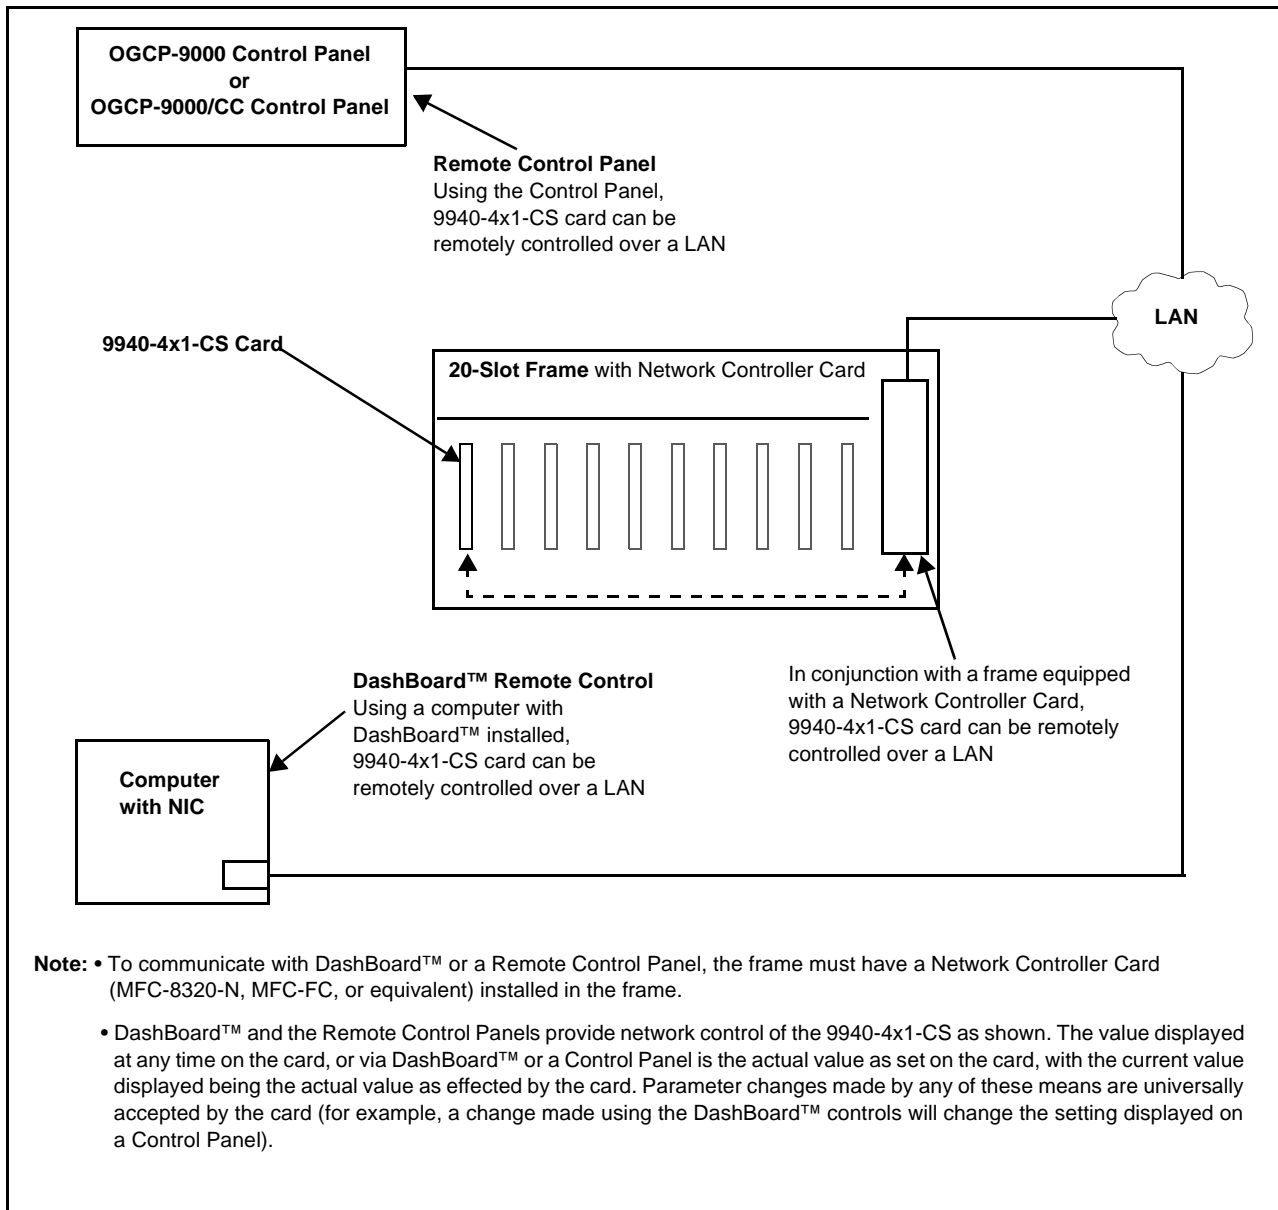 OGCP-9000 Control Panel
or
OGCP-9000/CC Control Panel
Remote Control Panel
Using the Control Panel,
9940-4x1-CS card can be
remotely controlled over a LAN
LAN
9940-4x1-CS Card
20-Slot Frame with Network Controller Card
DashBoard™ Remote Control
Using a computer with
DashBoard™ installed,
9940-4x1-CS card can be
remotely controlled over a LAN
In conjunction with a frame equipped
with a Network Controller Card,
9940-4x1-CS card can be remotely
controlled over a LAN
Computer
with NIC
Note: • To communicate with DashBoard™ or a Remote Control Panel, the frame must have a Network Controller Card
(MFC-8320-N, MFC-FC, or equivalent) installed in the frame.
• DashBoard™ and the Remote Control Panels provide network control of the 9940-4x1-CS as shown. The value displayed
at any time on the card, or via DashBoard™ or a Control Panel is the actual value as set on the card, with the current value
displayed being the actual value as effected by the card. Parameter changes made by any of these means are universally
accepted by the card (for example, a change made using the DashBoard™ controls will change the setting displayed on
a Control Panel).